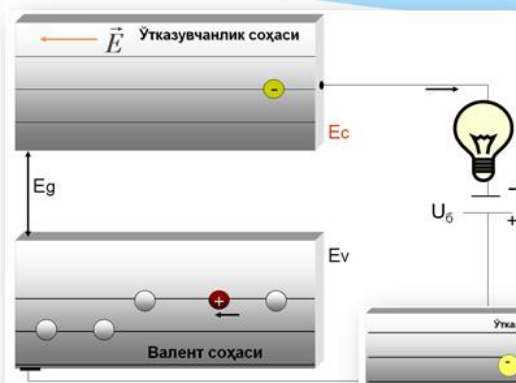 E Ўтказувчанлик соҳаси
-
Ec
Eg
Uб
-
+
Ev
+
Валент соҳаси
-